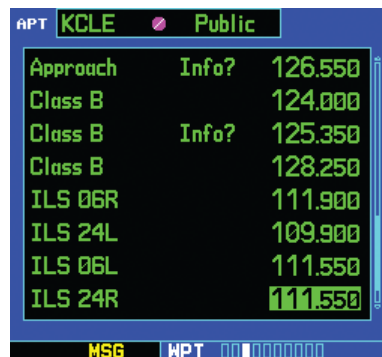 APT KCLE Public
Approach Info? 126.550
Class B 124.000
Class B Info? 125.350
Class B 128.250
ILS 06R 111.900
ILS 24L 109.900
ILS 06L 111.550
ILS 24R 111.550
MSG WPT